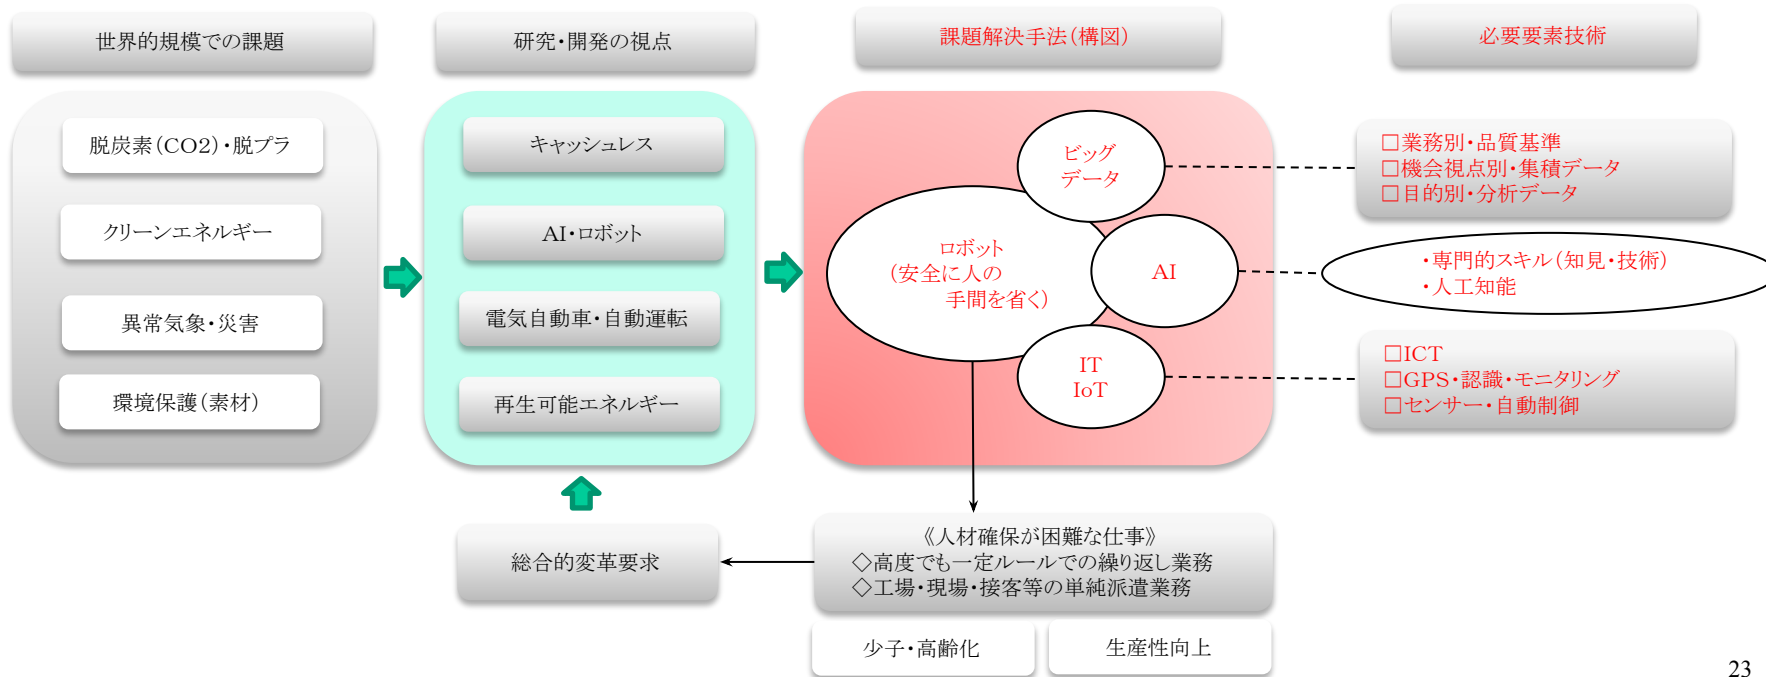 世界的規模での課題
研究・開発の視点
課題解決手法(構図)
必要要素技術
脱炭素(CO2)・脱プラ
クリーンエネルギー
異常気象・災害
環境保護(素材)
キャッシュレス
AI・ロボット
電気自動車・自動運転
再生可能エネルギー
ビッグ
データ
ロボット
(安全に人の
手間を省く)
AI
IT
IoT
□業務別・品質基準
□機会視点別・集積データ
□目的別・分析データ
・専門的スキル(知見・技術)
・人工知能
□ICT
□GPS・認識・モニタリング
□センサー・自動制御
総合的変革要求
《人材確保が困難な仕事》
◇高度でも一定ルールでの繰り返し業務
◇工場・現場・接客等の単純派遣業務
少子・高齢化
生産性向上
23